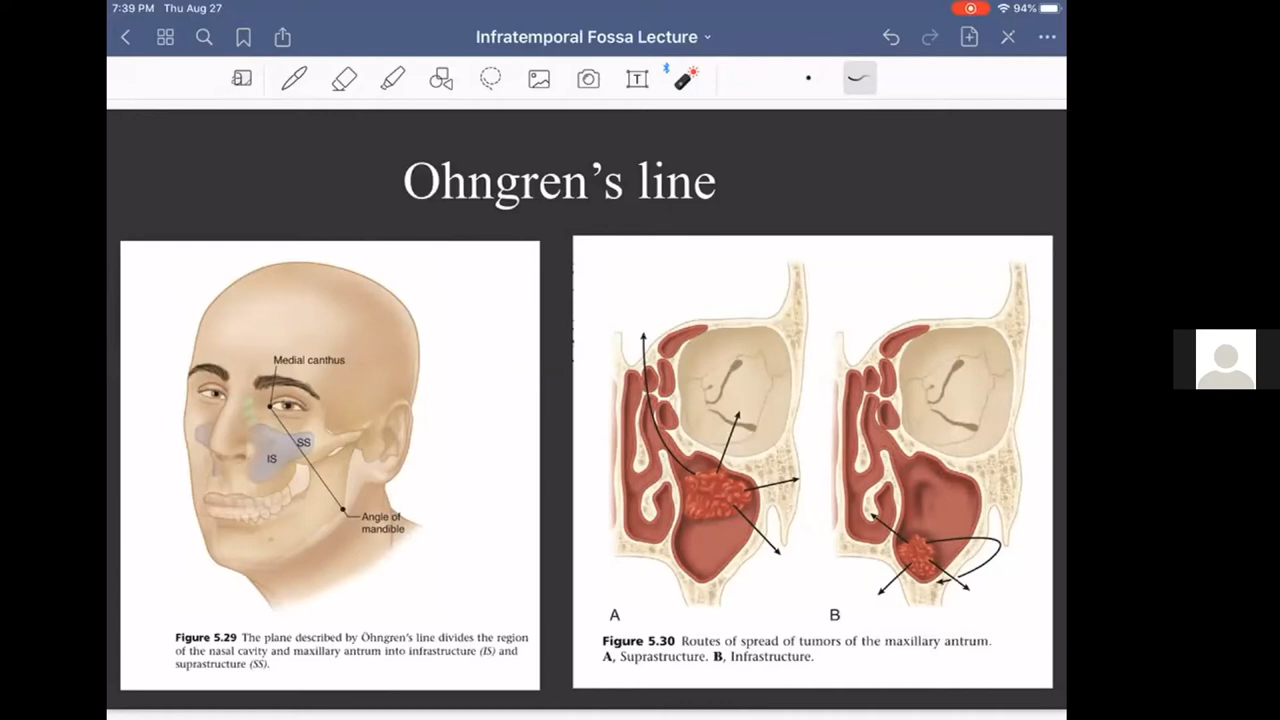 7:39 PM Thu Aug 27
94%
Infratemporal Fossa Lecture
T
Ohngren’s line
Medial canthus
SS
IS
Angle of
mandible
Figure 5.29 The plane described by Öhngren's line divides the region
of the nasal cavity and maxillary antrum into infrastructure (IS) and
suprastructure (SS).
A
B
Figure 5.30 Routes of spread of tumors of the maxillary antrum.
A, Suprastructure. B, Infrastructure.